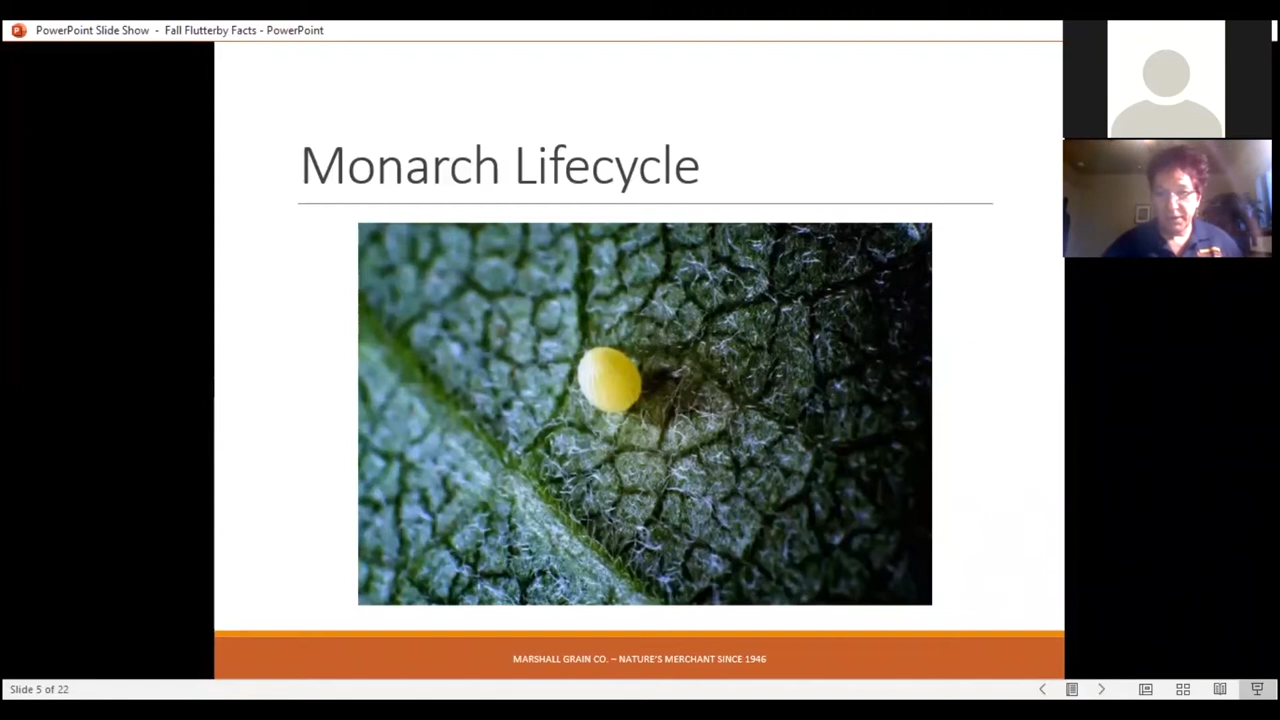 PowerPoint Slide Show - Fall Flutterby Facts - PowerPoint
Monarch Lifecycle
MARSHALL GRAIN CO. – NATURE'S MERCHANT SINCE 1946
Slide 5 of 22